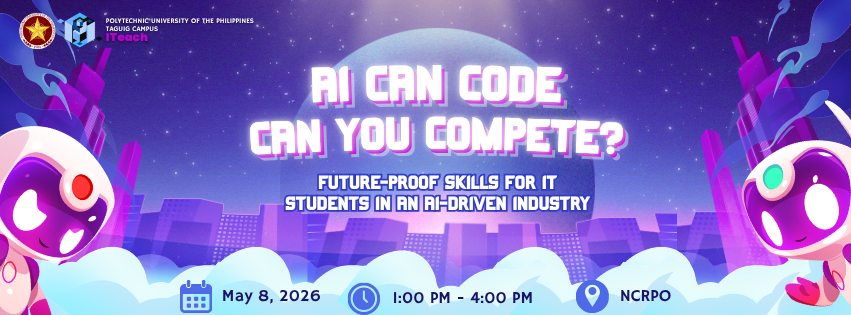 POLYTECHNIC UNIVERSITY OF THE PHILIPPINES
TAGUIG CAMPUS
ITeach
AI CAN CODE
CAN YOU COMPETE?
FUTURE-PROOF SKILLS FOR IT
STUDENTS IN AN AI-DRIVEN INDUSTRY
May 8, 2026
1:00 PM - 4:00 PM
NCRPO